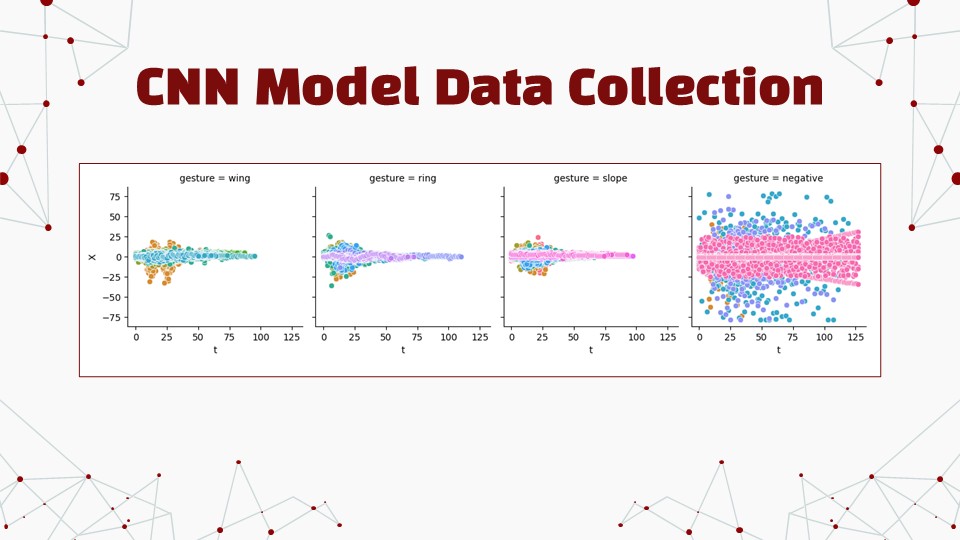 CNN Model Data Collection
gesture = wing
gesture = ring
gesture = slope
gesture = negative
X
75
50
25
0
−25
−50
−75
0 25 50 75 100 125
0 25 50 75 100 125
0 25 50 75 100 125
0 25 50 75 100 125
t
t
t
t